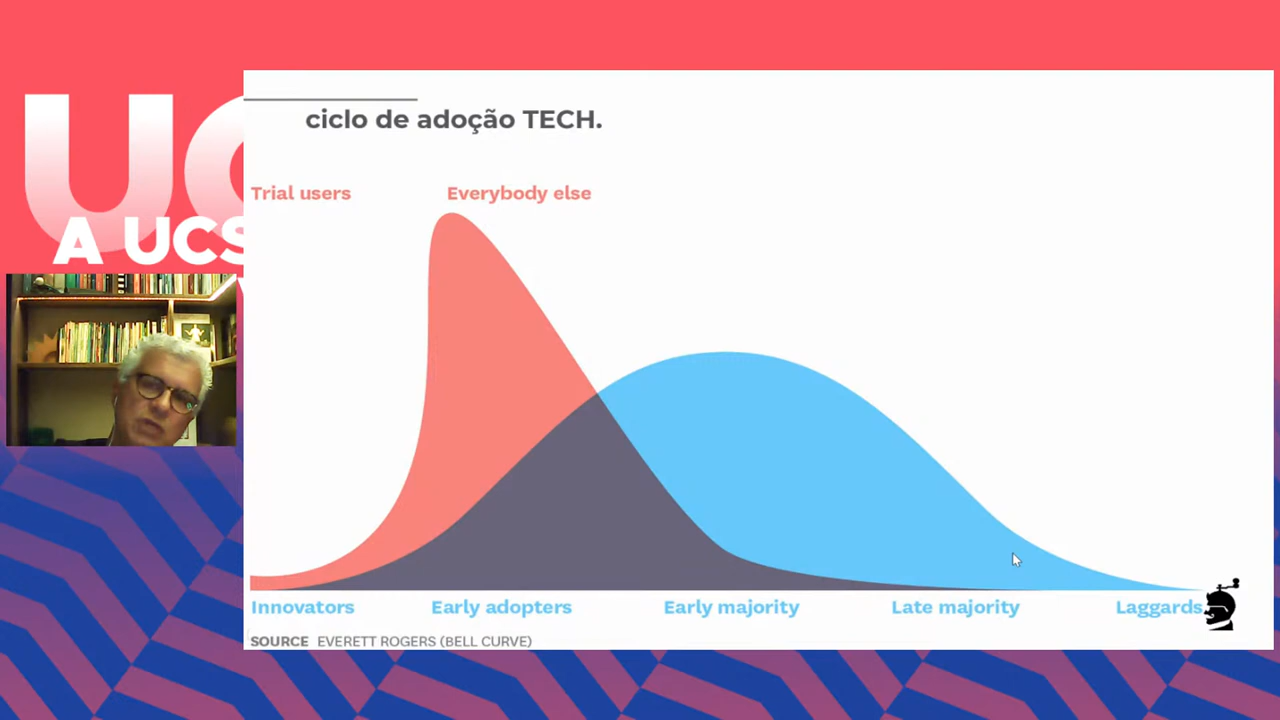 UC
A UCS
ciclo de adoção TECH.
Trial users
Everybody else
Innovators
Early adopters
Early majority
Late majority
Laggards
SOURCE EVERETT ROGERS (BELL CURVE)